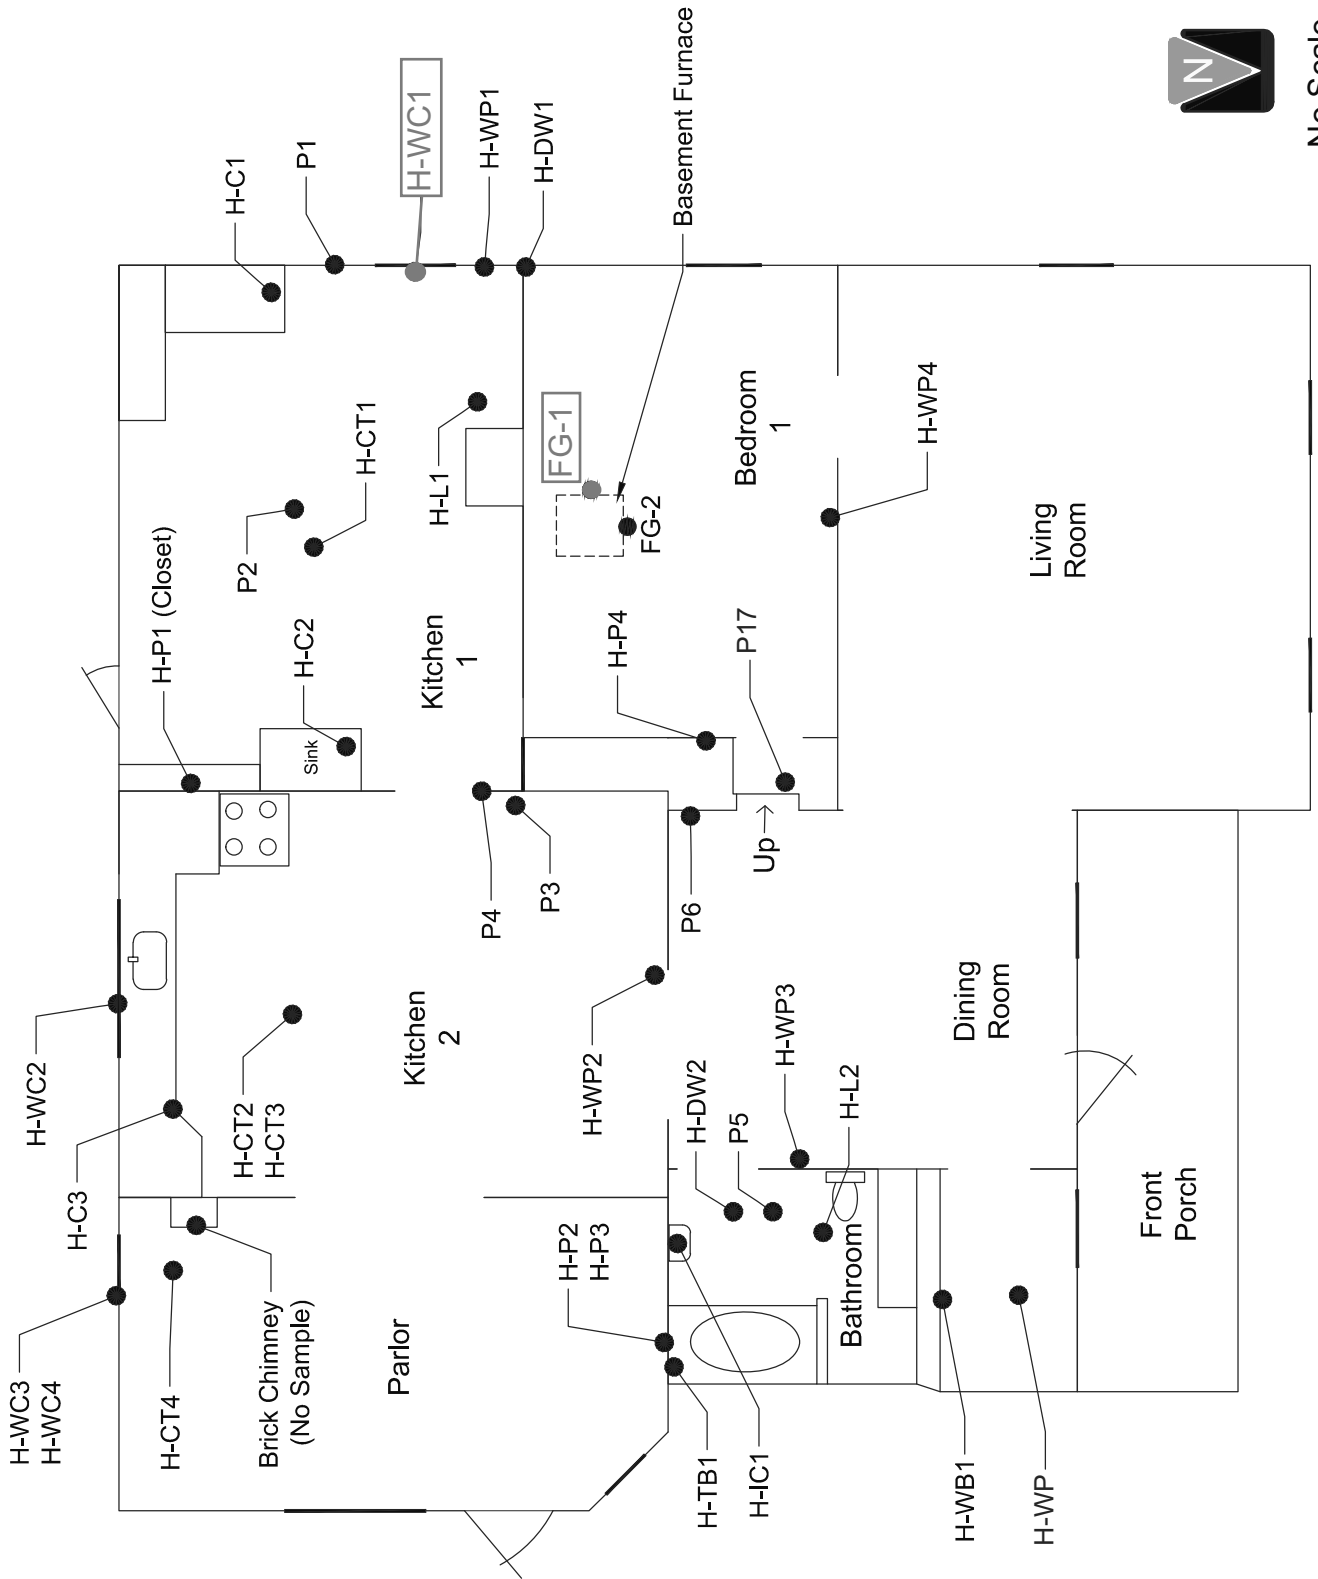 H-WC3
H-WC4
H-WC2
H-C3
H-CT4
H-P1 (Closet)
H-C1
H-CT2
H-CT3
P2
Brick Chimney
(No Sample)
H-C2
Sink
P1
H-CT1
Parlor
Kitchen
2
Kitchen
1
H-WC1
H-L1
P4
H-WP1
P3
H-DW1
FG-1
H-P2
H-P3
H-WP2
H-P4
FG-2
Basement Furnace
H-TB1
H-DW2
P6
H-IC1
P5
P17
Bedroom
1
Up
H-WP3
H-L2
Bathroom
H-WP4
H-WB1
Dining
Room
H-WP
Living
Room
Front
Porch
N
No Scale